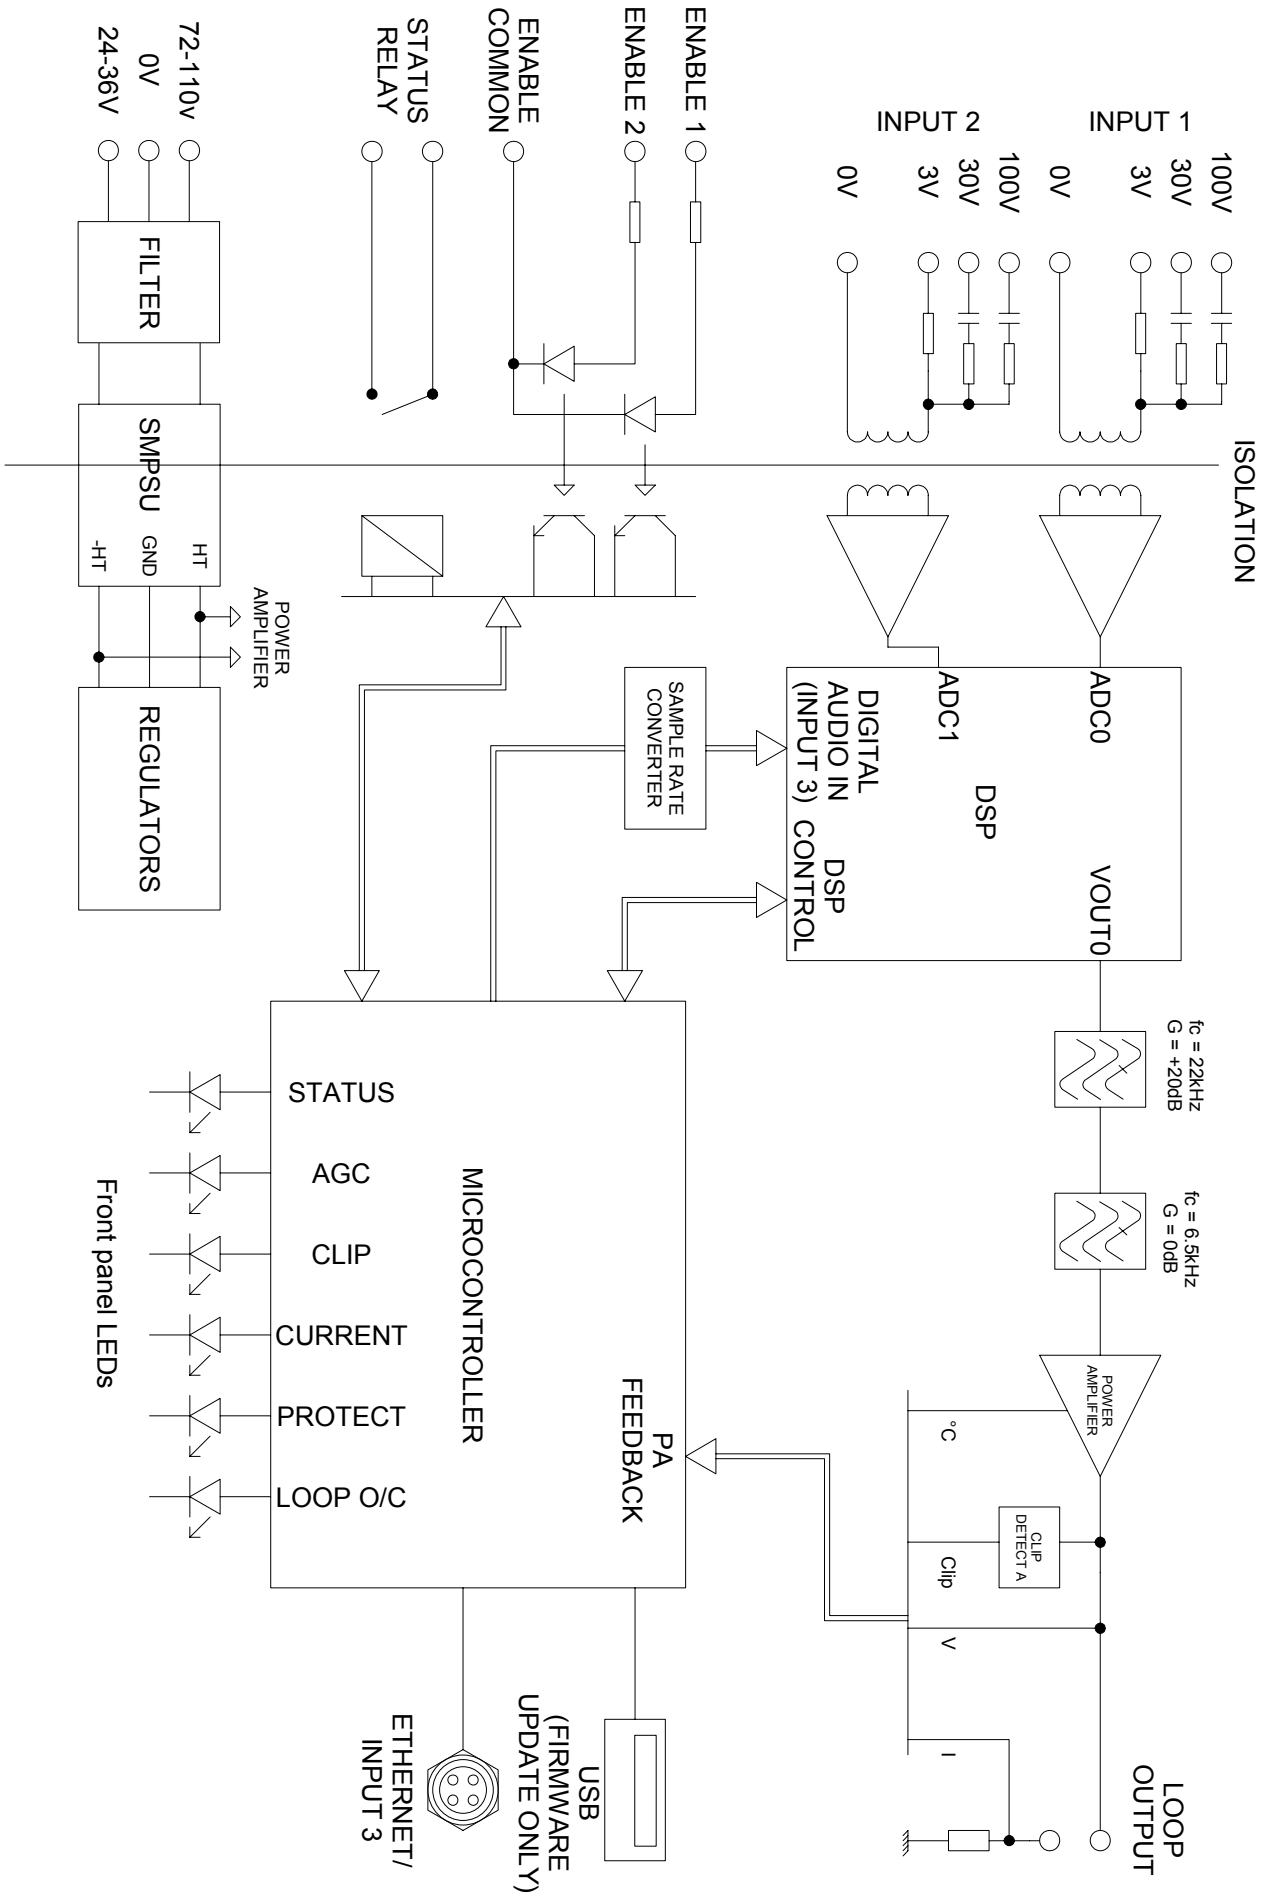 INPUT 1
100V
30V
3V
0V
INPUT 2
100V
30V
3V
0V
ENABLE 1
ENABLE 2
ENABLE
COMMON
STATUS
RELAY
72-110v
0V
24-36V
ISOLATION
FILTER
SMPSU
HT
GND
-HT
POWER
AMPLIFIER
REGULATORS
ADC0
ADC1
DSP
VOUT0
DIGITAL
AUDIO IN
(INPUT 3)
DSP
CONTROL
SAMPLE RATE
CONVERTER
fc = 22kHz
G = +20dB
fc = 6.5kHz
G = 0dB
POWER
AMPLIFIER
°C
CLIP
DETECT A
Clip
V
I
LOOP
OUTPUT
PA
FEEDBACK
MICROCONTROLLER
STATUS
AGC
CLIP
CURRENT
PROTECT
LOOP O/C
Front panel LEDs
USB
(FIRMWARE
UPDATE ONLY)
ETHERNET/
INPUT 3